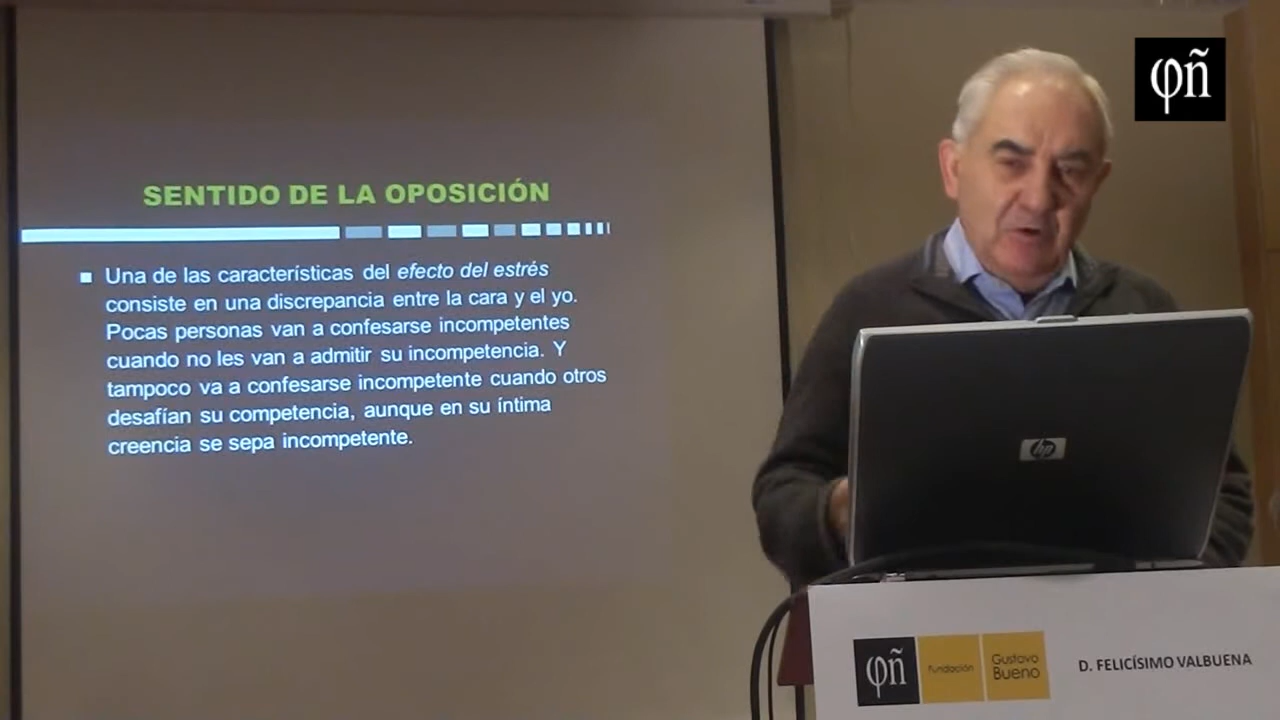 φñ
SENTIDO DE LA OPOSICIÓN
Una de las características del efecto del estrés
consiste en una discrepancia entre la cara y el yo.
Pocas personas van a confesarse incompetentes
cuando no les van a admitir su incompetencia. Y
tampoco va a confesarse incompetente cuando otros
desafían su competencia, aunque en su íntima
creencia se sepa incompetente.
hp
φñ
Fundación
Gustavo
Bueno
D. FELICÍSIMO VALBUENA